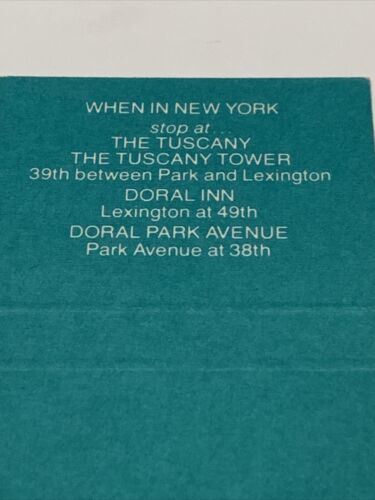 WHEN IN NEW YORK
stop at...
THE TUSCANY
THE TUSCANY TOWER
39th between Park and Lexington
DORAL INN
Lexington at 49th
DORAL PARK AVENUE
Park Avenue at 38th